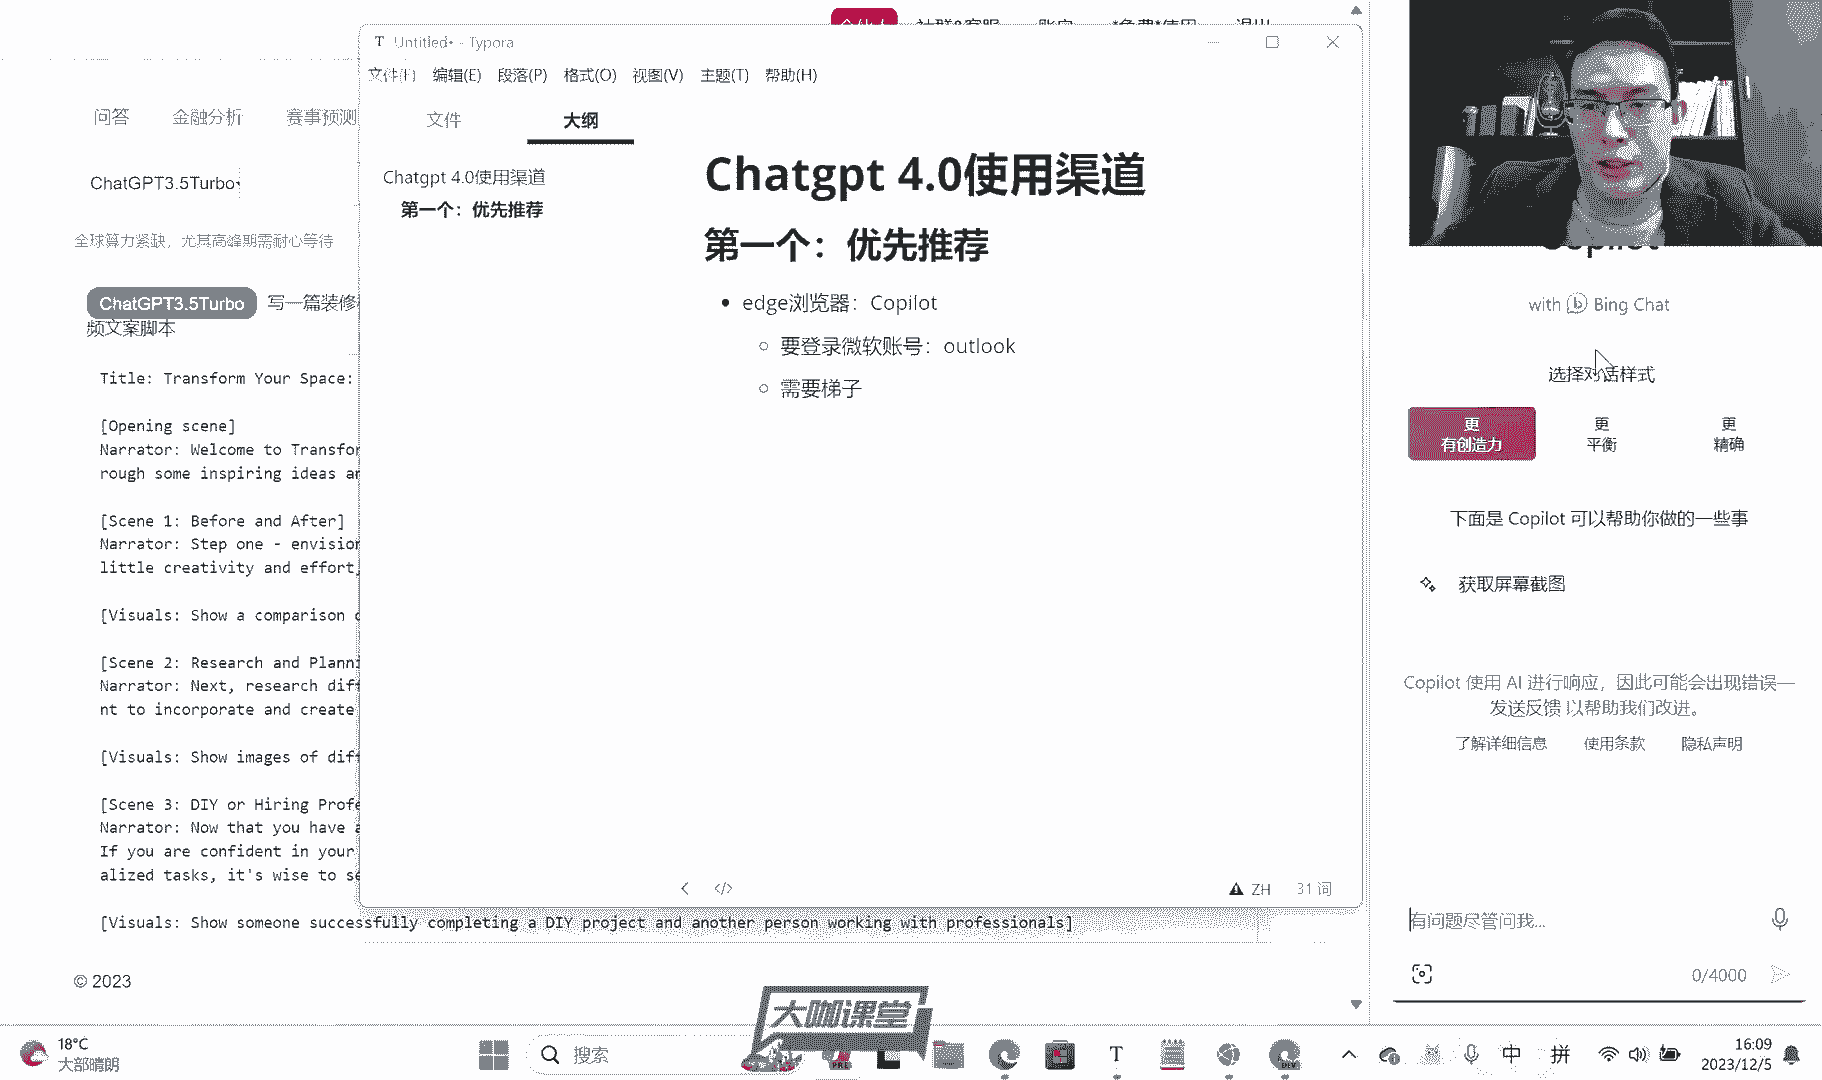 Untitled• - Typora
文件(F) 编辑(E) 段落(P) 格式(O) 视图(V) 主题(T) 帮助(H)
文件 大纲
Chatgpt 4.0使用渠道
第一个：优先推荐
Chatgpt 4.0使用渠道
第一个：优先推荐
edge浏览器：Copilot
要登录微软账号：outlook
需要梯子
ZH 31 词
问答 金融分析 赛事预测
ChatGPT3.5Turbo
全球算力紧缺，尤其高峰期需耐心等待
ChatGPT3.5Turbo 写一篇装修
频文案脚本
Title: Transform Your Space:
[Opening scene]
Narrator: Welcome to Transfor
rough some inspiring ideas an
[Scene 1: Before and After]
Narrator: Step one - envision
little creativity and effort,
[Visuals: Show a comparison
[Scene 2: Research and Planni
Narrator: Next, research diff
nt to incorporate and create
[Visuals: Show images of diff
[Scene 3: DIY or Hiring Profe
Narrator: Now that you have a
If you are confident in your
alized tasks, it's wise to se
[Visuals: Show someone successfully completing a DIY project and another person working with professionals]
© 2023
Copilot
with Bing Chat
选择对话样式
更 更 更
有创造力 平衡 精确
下面是 Copilot 可以帮助你做的一些事
获取屏幕截图
Copilot 使用 AI 进行响应，因此可能会出现错误—
发送反馈 以帮助我们改进。
了解详细信息 使用条款 隐私声明
有问题尽管问我...
0/4000
大咖课堂
18°C
大部晴朗
搜索
PRE
T
DEV
中
拼
16:09
2023/12/5